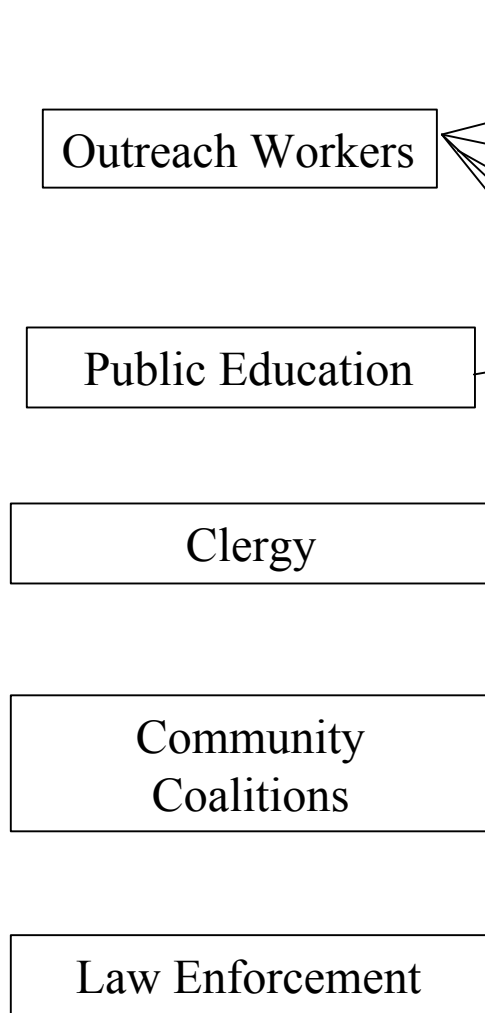 Outreach Workers
Public Education
Clergy
Community
Coalitions
Law Enforcement